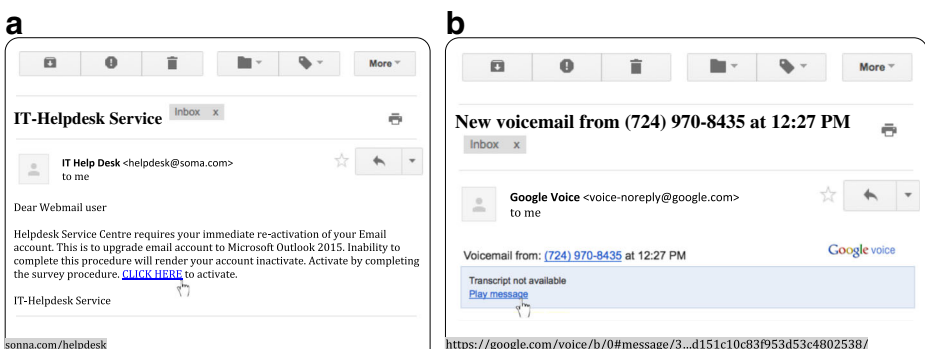 a
More
IT-Helpdesk Service
Inbox x
IT Help Desk <helpdesk@soma.com>
to me
Dear Webmail user
Helpdesk Service Centre requires your immediate re-activation of your Email
account. This is to upgrade email account to Microsoft Outlook 2015. Inability to
complete this procedure will render your account inactivate. Activate by completing
the survey procedure. CLICK HERE to activate.
IT-Helpdesk Service
sonna.com/helpdesk
b
More
New voicemail from (724) 970-8435 at 12:27 PM
Inbox x
Google Voice <voice-noreply@google.com>
to me
Google voice
Voicemail from: (724) 970-8435 at 12:27 PM
Transcript not available
Play message
https://google.com/voice/b/0#message/3...d151c10c83f953d53c4802538/